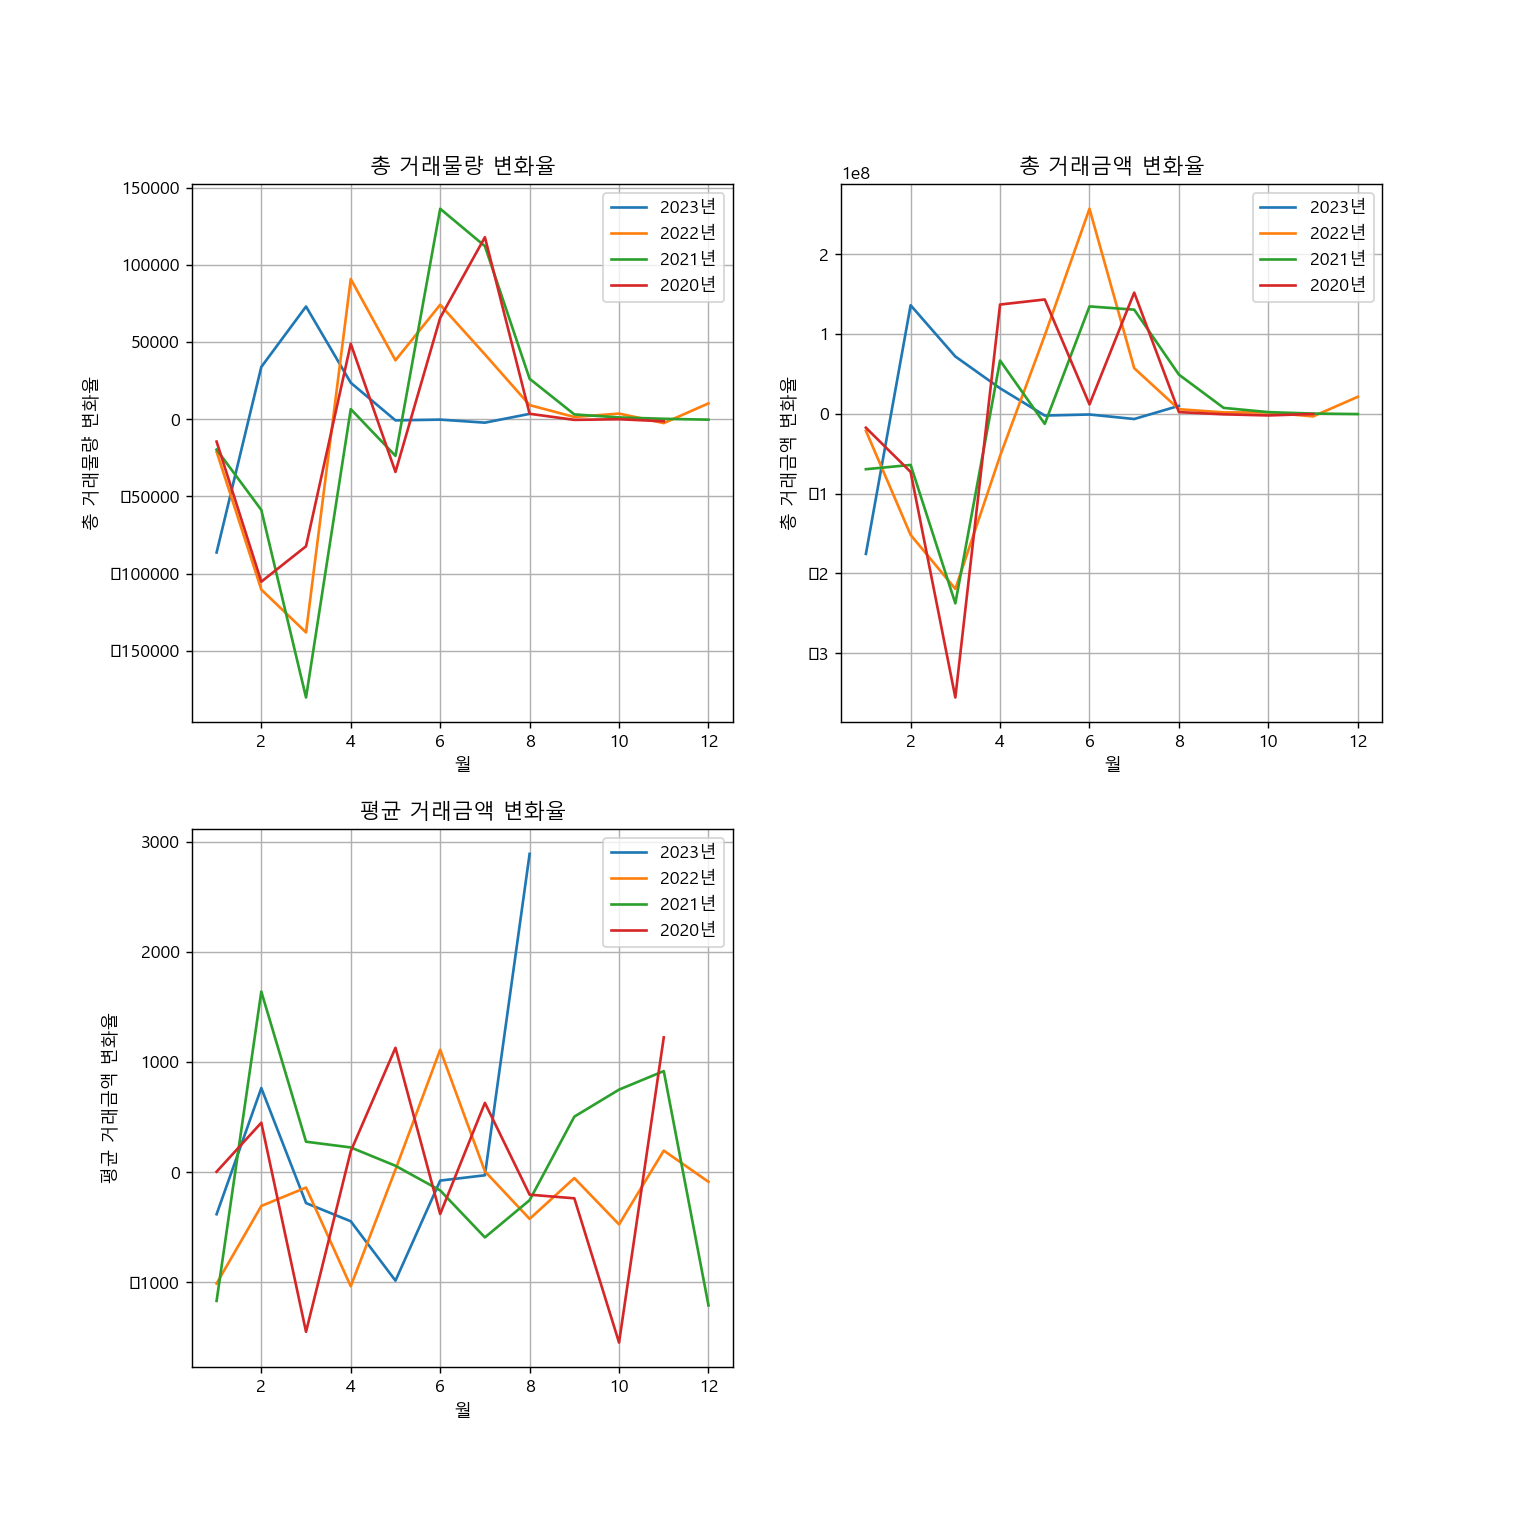 총 거래물량 변화율
150000
100000
50000
0
▯50000
▯100000
▯150000
총 거래물량 변화율
2023년
2022년
2021년
2020년
2 4 6 8 10 12
월
총 거래금액 변화율
1e8
2
1
0
▯1
▯2
▯3
총 거래금액 변화율
2023년
2022년
2021년
2020년
2 4 6 8 10 12
월
평균 거래금액 변화율
3000
2000
1000
0
▯1000
평균 거래금액 변화율
2023년
2022년
2021년
2020년
2 4 6 8 10 12
월